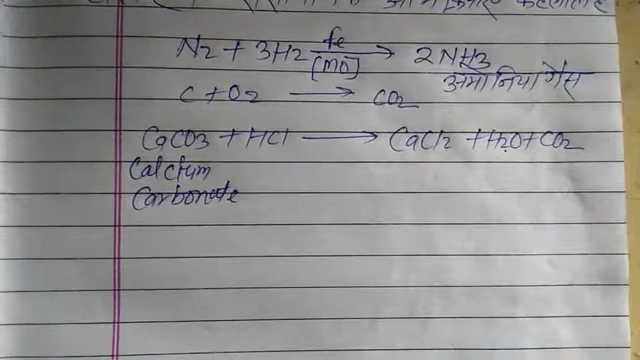 N2 + 3H2 —Fe/[MO]→ 2NH3
अमोनिया गैस
C + O2 → CO2
CaCO3 + HCl → CaCl2 + H2O + CO2
Calcium
Carbonate